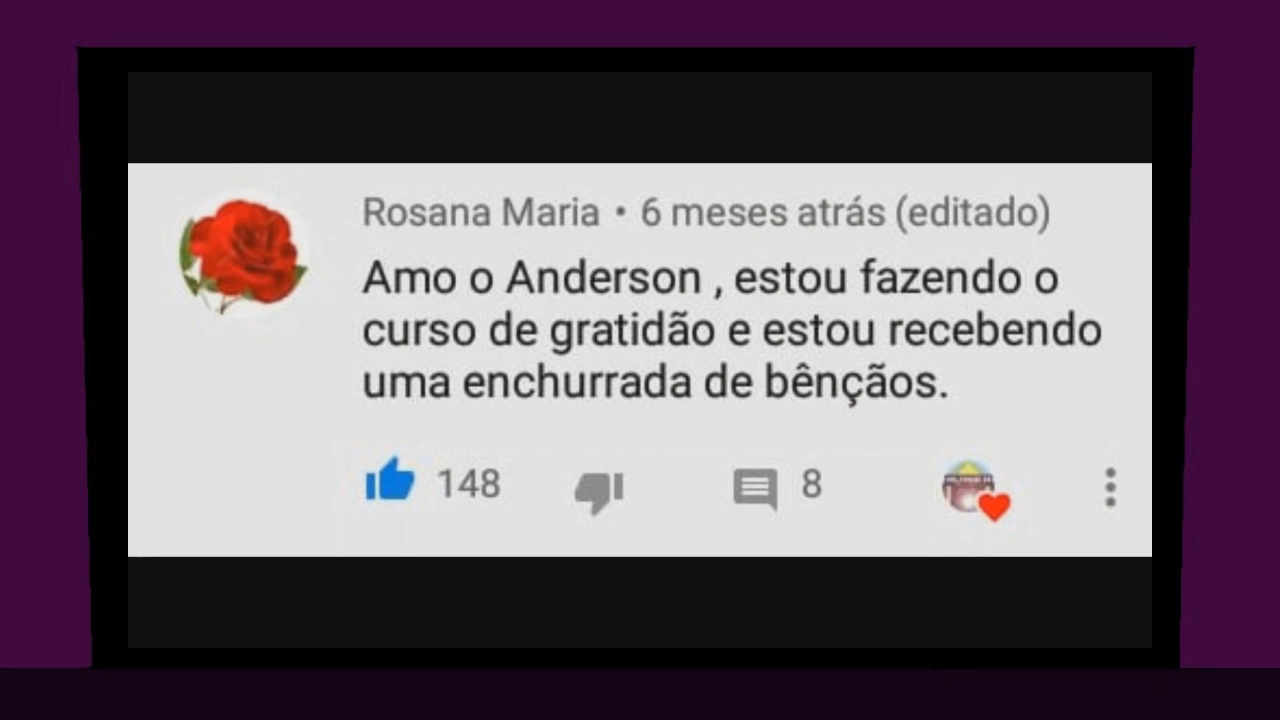 Rosana Maria • 6 meses atrás (editado)
Amo o Anderson , estou fazendo o
curso de gratidão e estou recebendo
uma enchurrada de bênçãos.
148
8